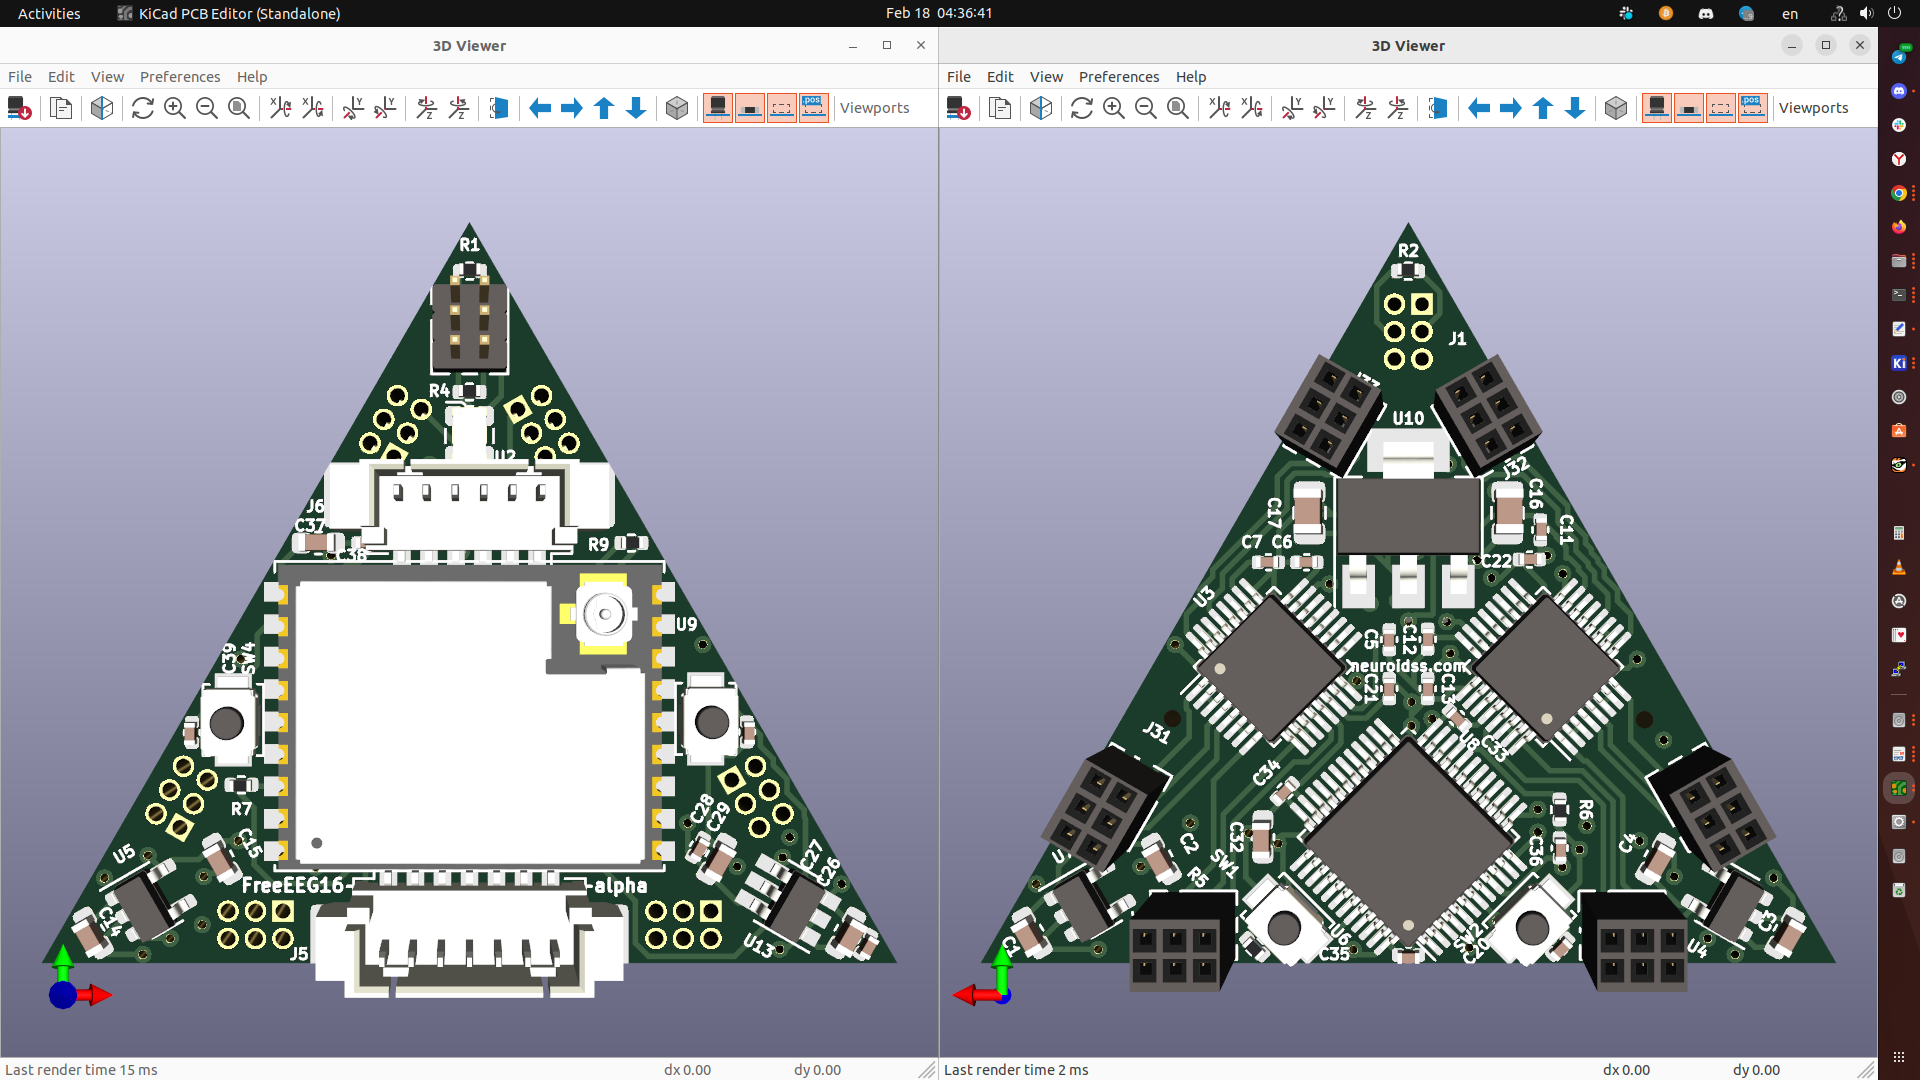 Activities
KiCad PCB Editor (Standalone)
Feb 18 04:36:41
en
3D Viewer
File Edit View Preferences Help
Viewports
R1
R4
U2
J6
C37
C38
R9
U9
C39
SW4
R7
C15
U5
C14
C28
C29
C27
C26
U13
FreeEEG16-
-alpha
J5
Last render time 15 ms
dx 0.00
dy 0.00
3D Viewer
File Edit View Preferences Help
Viewports
R2
J1
J33
U10
J32
C17
C16
C11
C7 C6
C22
U3
C5
C12
neuroidss.com
C21
C13
J31
U8
C33
C34
C32
C2
SW1
R5
R6
C36
C4
C1
U6
C35
SW2
C20
C3
U4
Last render time 2 ms
dx 0.00
dy 0.00